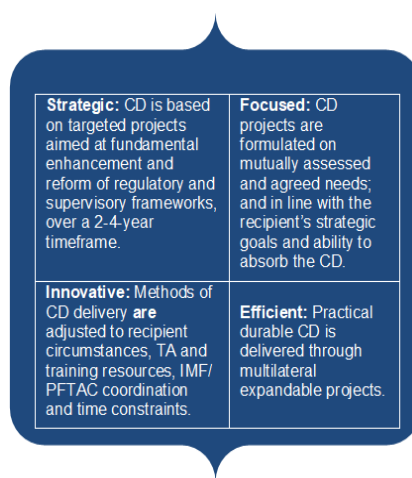 Strategic: CD is based
on targeted projects
aimed at fundamental
enhancement and
reform of regulatory and
supervisory frameworks,
over a 2-4-year
timeframe.
Focused: CD
projects are
formulated on
mutually assessed
and agreed needs;
and in line with the
recipient's strategic
goals and ability to
absorb the CD.
Innovative: Methods of
CD delivery are
adjusted to recipient
circumstances, TA and
training resources, IMF/
PFTAC coordination
and time constraints.
Efficient: Practical
durable CD is
delivered through
multilateral
expandable projects.